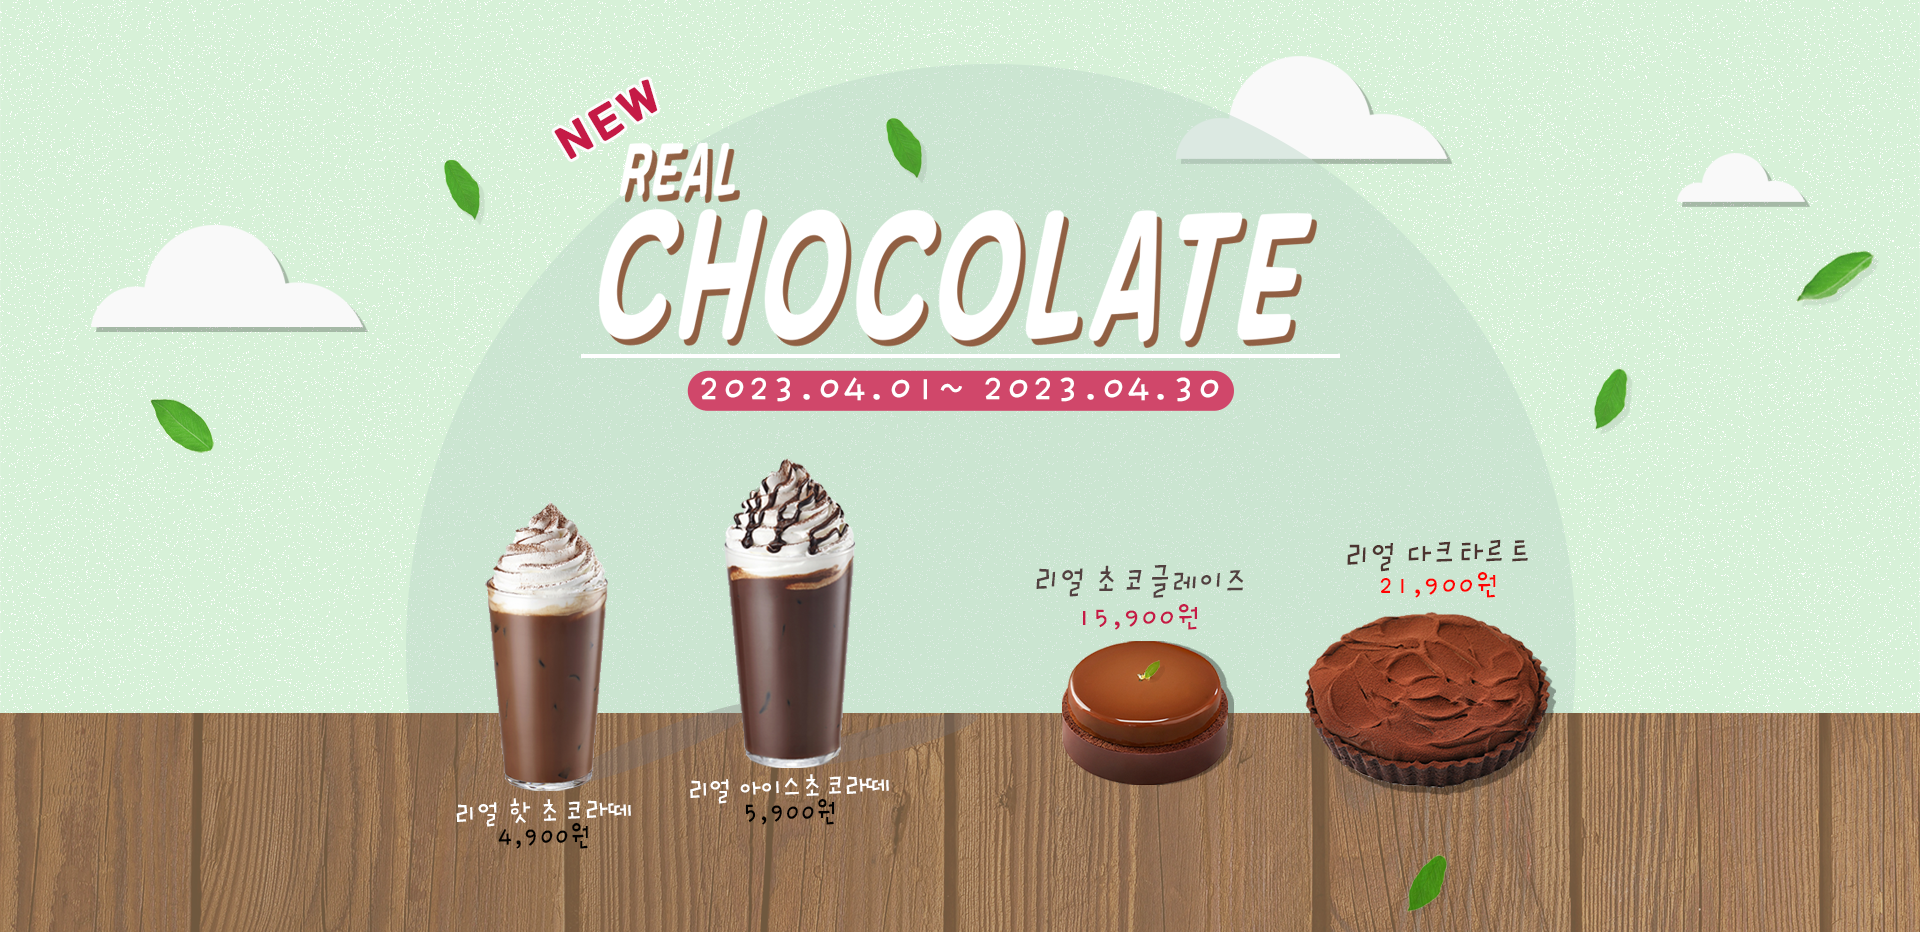 NEW
REAL
CHOCOLATE
2023.04.01~ 2023.04.30
리얼 핫 초코라떼
4,900원
리얼 아이스초코라떼
5,900원
리얼 초코글레이즈
15,900원
리얼 다크타르트
21,900원